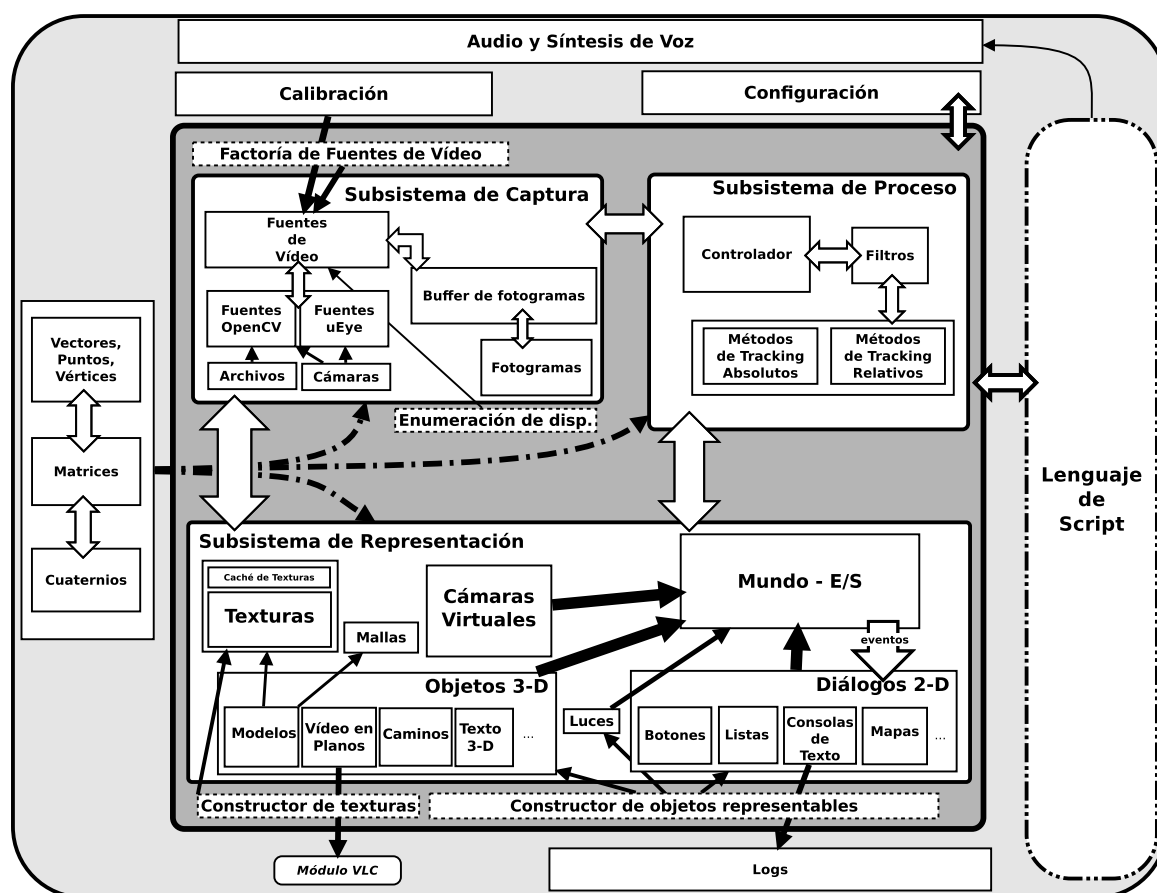 Audio y Síntesis de Voz
Calibración
Configuración
Factoría de Fuentes de Vídeo
Subsistema de Captura
Fuentes
de
Vídeo
Buffer de fotogramas
Fuentes
OpenCV
Fuentes
uEye
Archivos
Cámaras
Fotogramas
Enumeración de disp.
Subsistema de Proceso
Controlador
Filtros
Métodos
de Tracking
Absolutos
Métodos
de Tracking
Relativos
Vectores,
Puntos,
Vértices
Matrices
Cuaternios
Lenguaje
de
Script
Subsistema de Representación
Caché de Texturas
Texturas
Mallas
Cámaras
Virtuales
Mundo - E/S
eventos
Objetos 3-D
Modelos
Vídeo en
Planos
Caminos
Texto
3-D
...
Luces
Diálogos 2-D
Botones
Listas
Consolas
de
Texto
Mapas
...
Constructor de texturas
Constructor de objetos representables
Módulo VLC
Logs